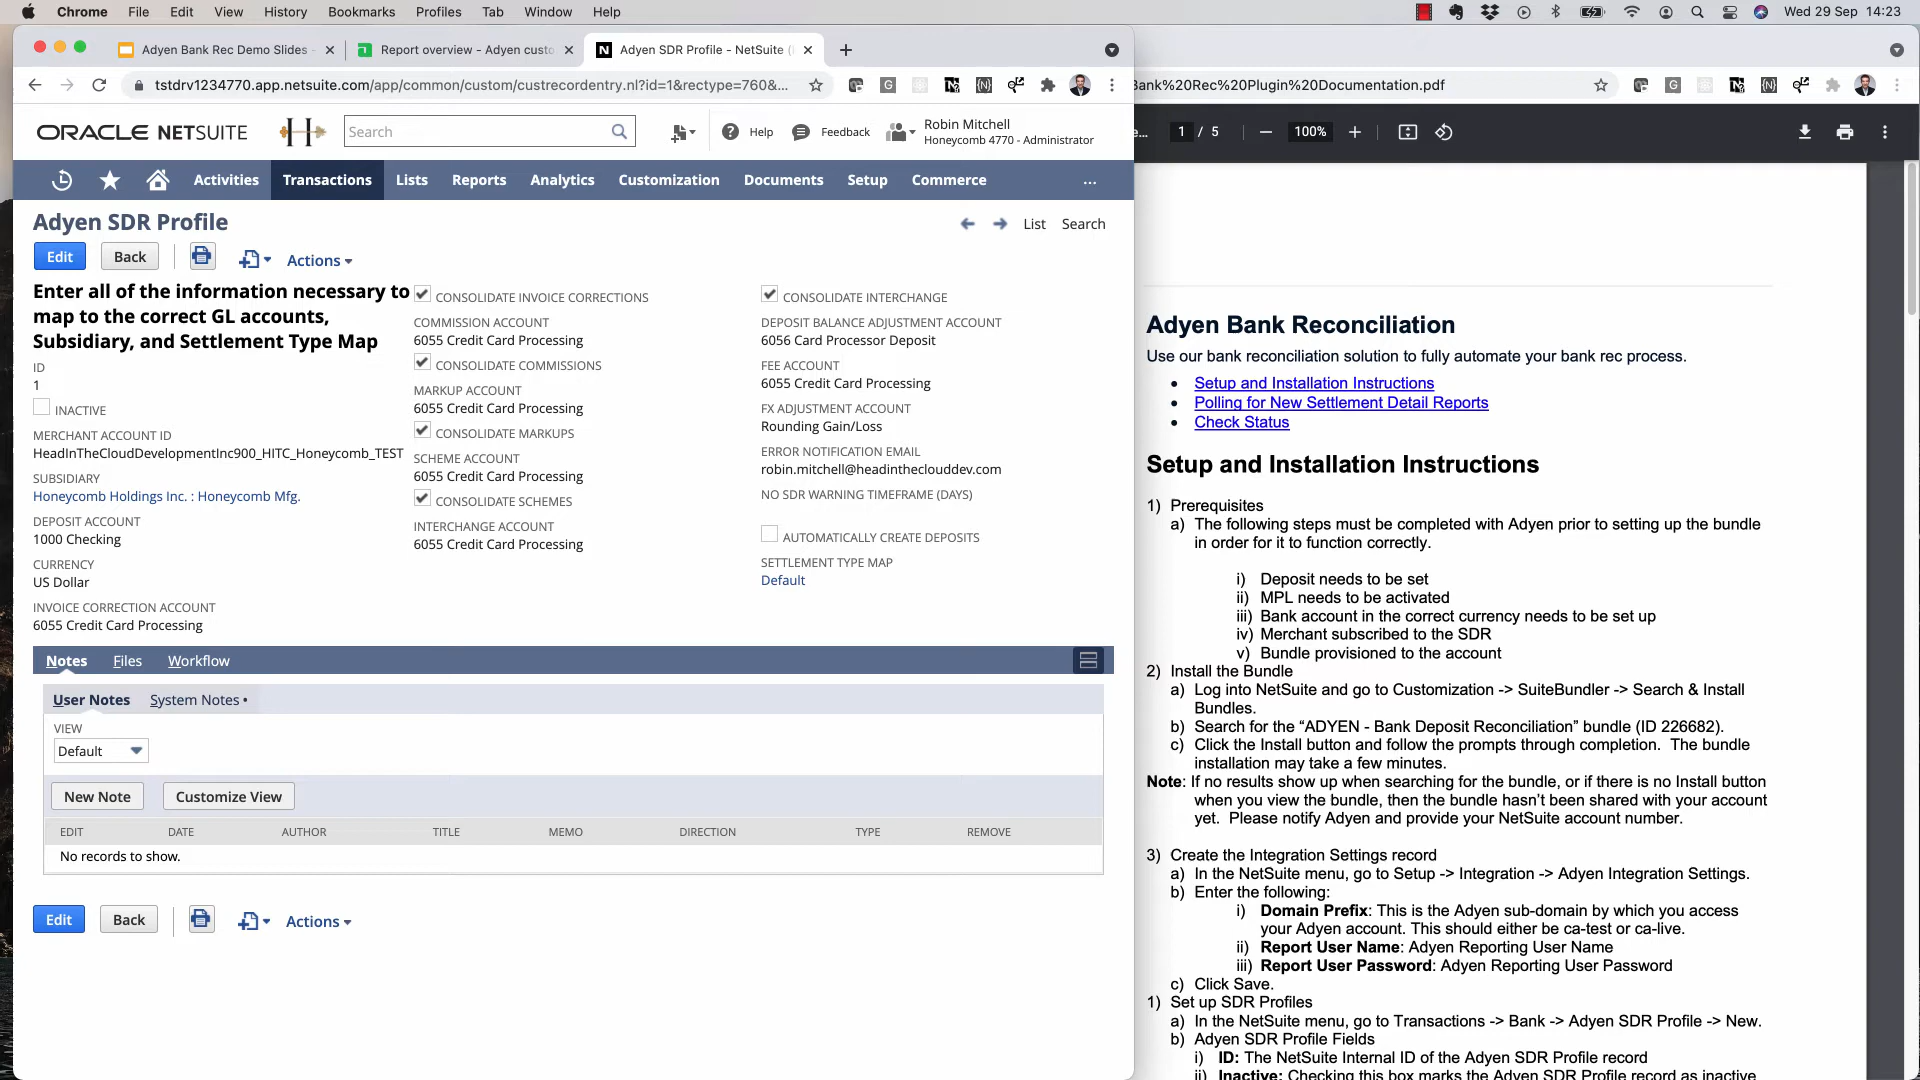 Chrome File Edit View History Bookmarks Profiles Tab Window Help
Wed 29 Sep 14:23
Adyen Bank Rec Demo Slides -
Report overview - Adyen custo
Adyen SDR Profile - NetSuite (
tstdrv1234770.app.netsuite.com/app/common/custom/custrecordentry.nl?id=1&rectype=760&...
ORACLE NETSUITE
Search
Help
Feedback
Robin Mitchell
Honeycomb 4770 - Administrator
Activities Transactions Lists Reports Analytics Customization Documents Setup Commerce ...
Adyen SDR Profile
List Search
Edit Back Actions
Enter all of the information necessary to
map to the correct GL accounts,
Subsidiary, and Settlement Type Map
ID
1
INACTIVE
MERCHANT ACCOUNT ID
HeadInTheCloudDevelopmentInc900_HITC_Honeycomb_TEST
SUBSIDIARY
Honeycomb Holdings Inc. : Honeycomb Mfg.
DEPOSIT ACCOUNT
1000 Checking
CURRENCY
US Dollar
INVOICE CORRECTION ACCOUNT
6055 Credit Card Processing
CONSOLIDATE INVOICE CORRECTIONS
COMMISSION ACCOUNT
6055 Credit Card Processing
CONSOLIDATE COMMISSIONS
MARKUP ACCOUNT
6055 Credit Card Processing
CONSOLIDATE MARKUPS
SCHEME ACCOUNT
6055 Credit Card Processing
CONSOLIDATE SCHEMES
INTERCHANGE ACCOUNT
6055 Credit Card Processing
CONSOLIDATE INTERCHANGE
DEPOSIT BALANCE ADJUSTMENT ACCOUNT
6056 Card Processor Deposit
FEE ACCOUNT
6055 Credit Card Processing
FX ADJUSTMENT ACCOUNT
Rounding Gain/Loss
ERROR NOTIFICATION EMAIL
robin.mitchell@headintheclouddev.com
NO SDR WARNING TIMEFRAME (DAYS)
AUTOMATICALLY CREATE DEPOSITS
SETTLEMENT TYPE MAP
Default
Notes Files Workflow
User Notes System Notes •
VIEW
Default
New Note Customize View
EDIT DATE AUTHOR TITLE MEMO DIRECTION TYPE REMOVE
No records to show.
Edit Back Actions
Bank%20Rec%20Plugin%20Documentation.pdf
e... 1 / 5 — 100% +
Adyen Bank Reconciliation
Use our bank reconciliation solution to fully automate your bank rec process.
• Setup and Installation Instructions
• Polling for New Settlement Detail Reports
• Check Status
Setup and Installation Instructions
1) Prerequisites
a) The following steps must be completed with Adyen prior to setting up the bundle
in order for it to function correctly.
i) Deposit needs to be set
ii) MPL needs to be activated
iii) Bank account in the correct currency needs to be set up
iv) Merchant subscribed to the SDR
v) Bundle provisioned to the account
2) Install the Bundle
a) Log into NetSuite and go to Customization -> SuiteBundler -> Search & Install
Bundles.
b) Search for the “ADYEN - Bank Deposit Reconciliation” bundle (ID 226682).
c) Click the Install button and follow the prompts through completion. The bundle
installation may take a few minutes.
Note: If no results show up when searching for the bundle, or if there is no Install button
when you view the bundle, then the bundle hasn’t been shared with your account
yet. Please notify Adyen and provide your NetSuite account number.
3) Create the Integration Settings record
a) In the NetSuite menu, go to Setup -> Integration -> Adyen Integration Settings.
b) Enter the following:
i) Domain Prefix: This is the Adyen sub-domain by which you access
your Adyen account. This should either be ca-test or ca-live.
ii) Report User Name: Adyen Reporting User Name
iii) Report User Password: Adyen Reporting User Password
c) Click Save.
1) Set up SDR Profiles
a) In the NetSuite menu, go to Transactions -> Bank -> Adyen SDR Profile -> New.
b) Adyen SDR Profile Fields
i) ID: The NetSuite Internal ID of the Adyen SDR Profile record
ii) Inactive: Checking this box marks the Adyen SDR Profile record as inactive